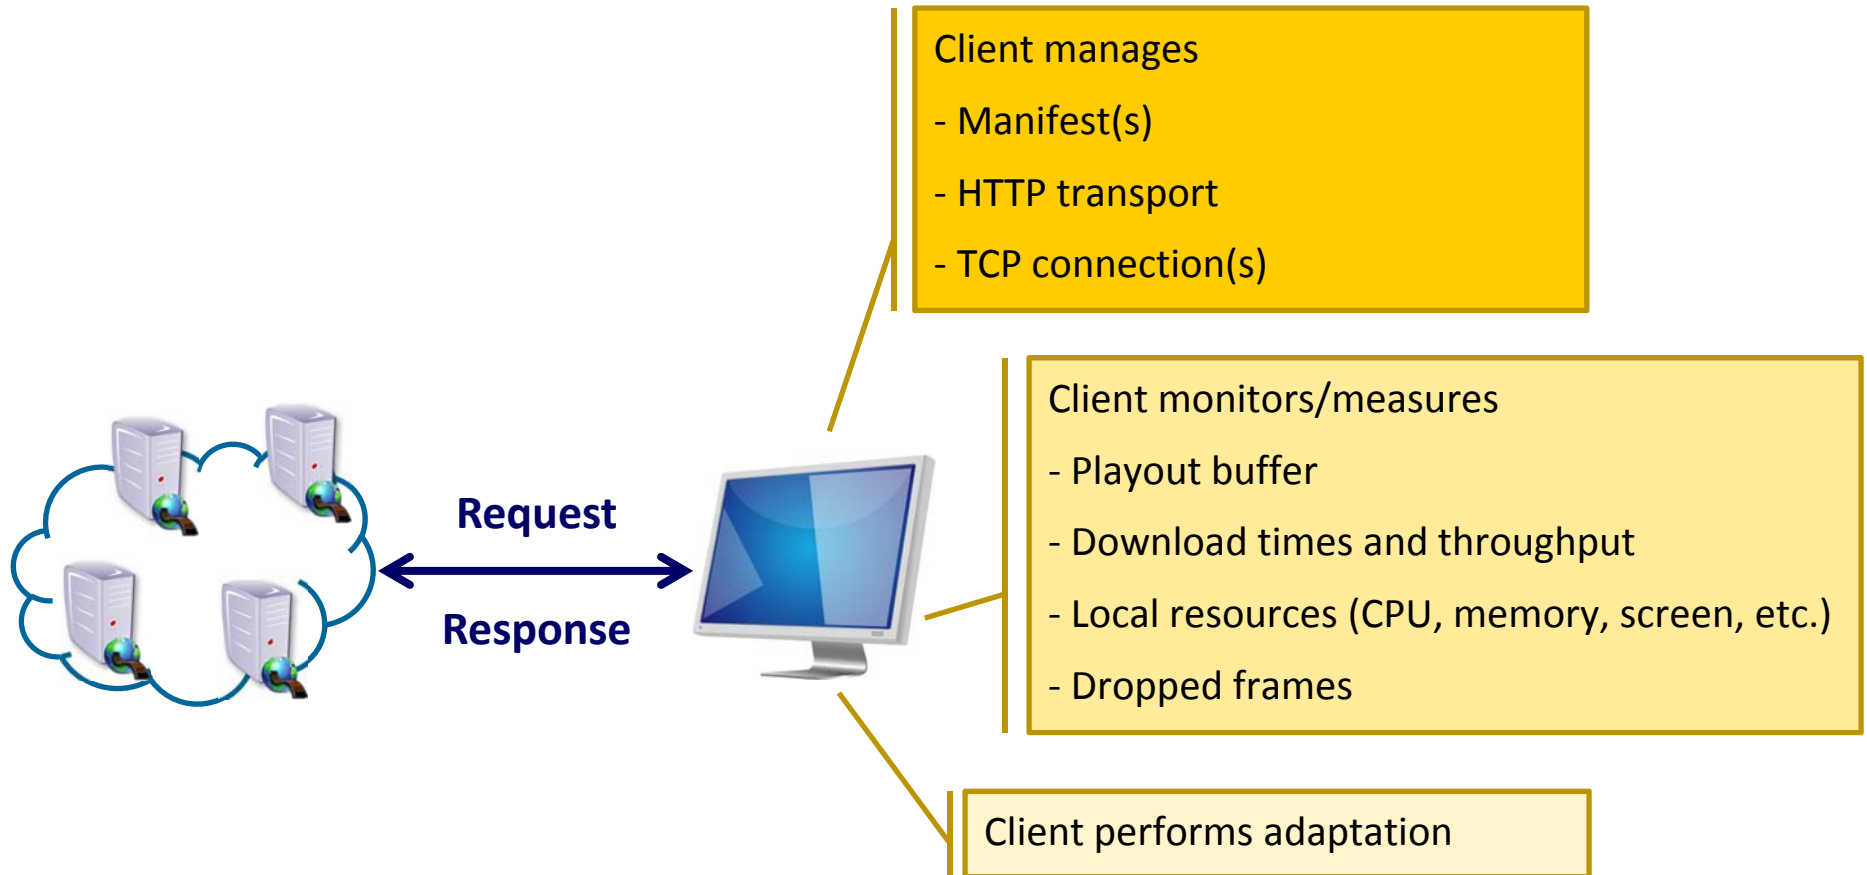 Client manages
- Manifest(s)
- HTTP transport
- TCP connection(s)
Request
Response
Client monitors/measures
- Playout buffer
- Download times and throughput
- Local resources (CPU, memory, screen, etc.)
- Dropped frames
Client performs adaptation